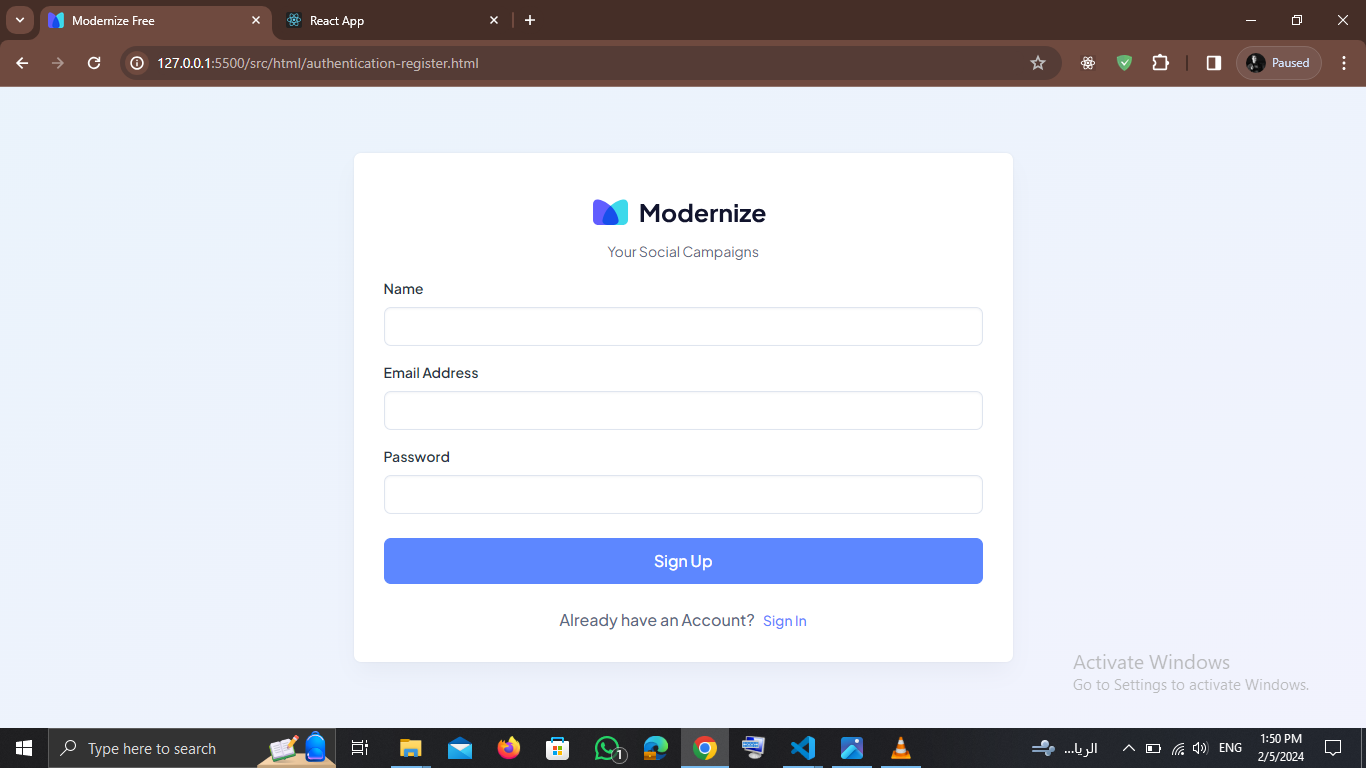 Modernize Free
React App
127.0.0.1:5500/src/html/authentication-register.html
Paused
Modernize
Your Social Campaigns
Name
Email Address
Password
Sign Up
Already have an Account? Sign In
Activate Windows
Go to Settings to activate Windows.
Type here to search
1
الريا...
ENG
1:50 PM
2/5/2024